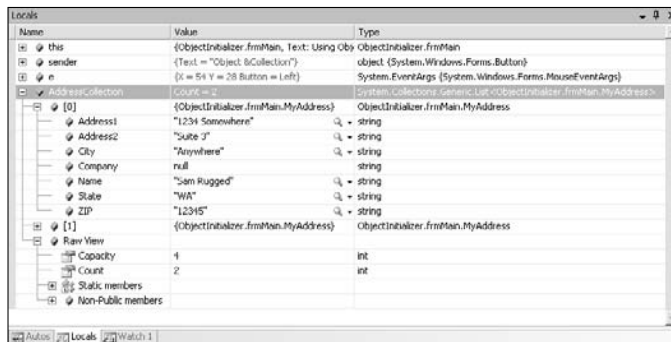 Locals
Name Value Type
this {ObjectInitializer.frmMain, Text: Using Obj ObjectInitializer.frmMain
sender {Text = "Object &Collection"} object {System.Windows.Forms.Button}
e {X = 54 Y = 28 Button = Left} System.EventArgs {System.Windows.Forms.MouseEventArgs}
AddressCollection Count = 2 System.Collections.Generic.List<ObjectInitializer.frmMain.MyAddress>
[0] {ObjectInitializer.frmMain.MyAddress} ObjectInitializer.frmMain.MyAddress
Address1 "1234 Somewhere" string
Address2 "Suite 3" string
City "Anywhere" string
Company null string
Name "Sam Rugged" string
State "WA" string
ZIP "12345" string
[1] {ObjectInitializer.frmMain.MyAddress} ObjectInitializer.frmMain.MyAddress
Raw View
Capacity 4 int
Count 2 int
Static members
Non-Public members
Autos Locals Watch 1